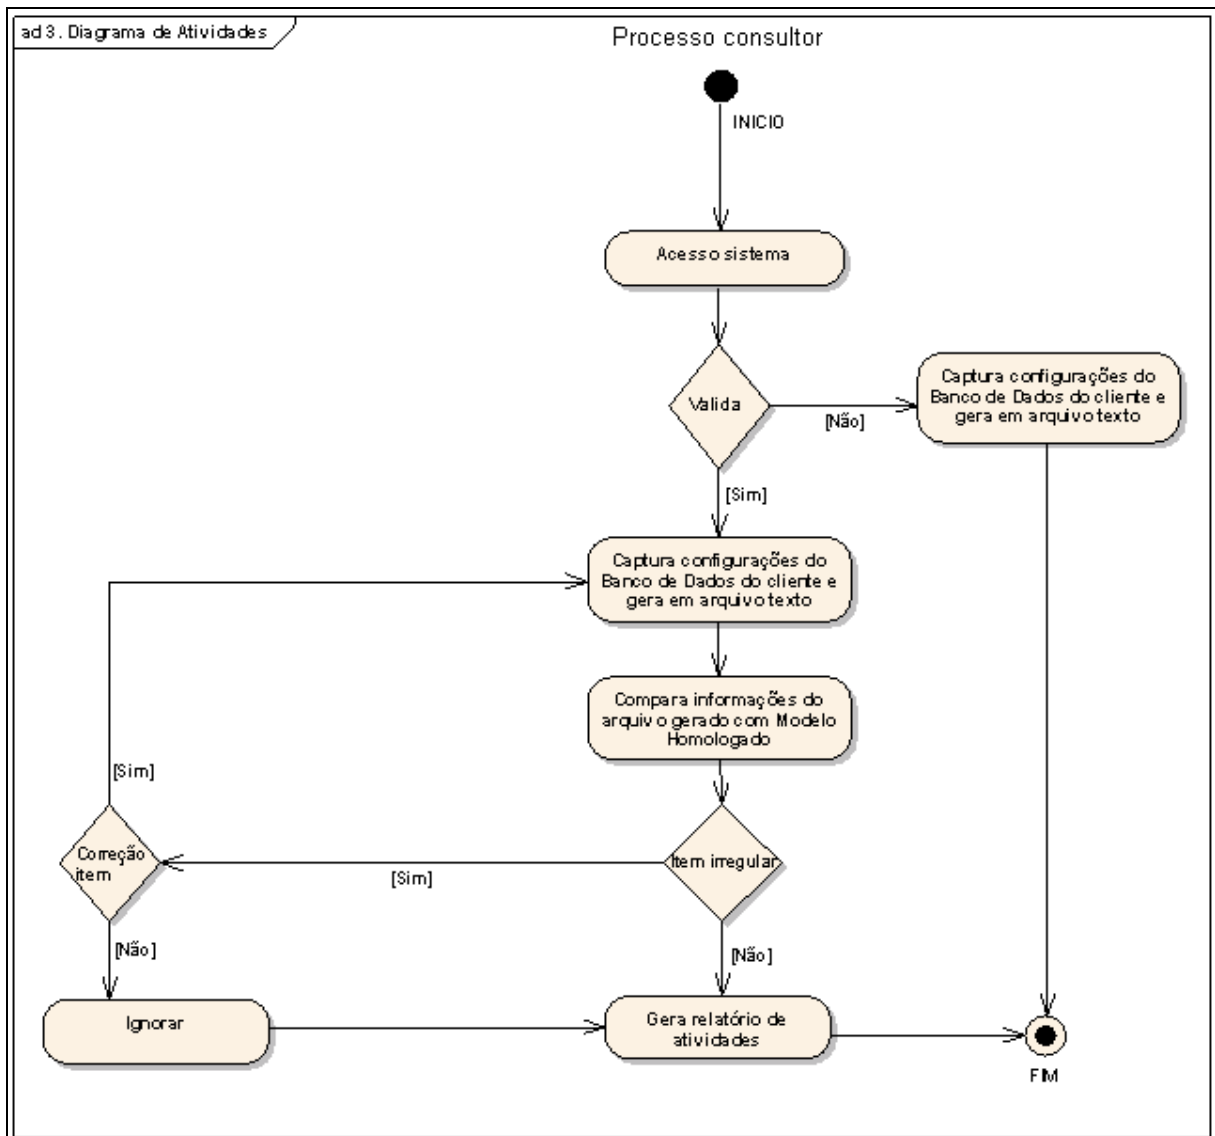 ad 3. Diagrama de Atividades
Processo consultor
INICIO
Acesso sistema
Valida
[Não]
Captura configurações do
Banco de Dados do cliente e
gera em arquivo texto
[Sim]
Captura configurações do
Banco de Dados do cliente e
gera em arquivo texto
Compara informações do
arquivo gerado com Modelo
Homologado
[Sim]
Correção
item
[Sim]
Item irregular
[Não]
[Não]
Ignorar
Gera relatório de
atividades
FIM